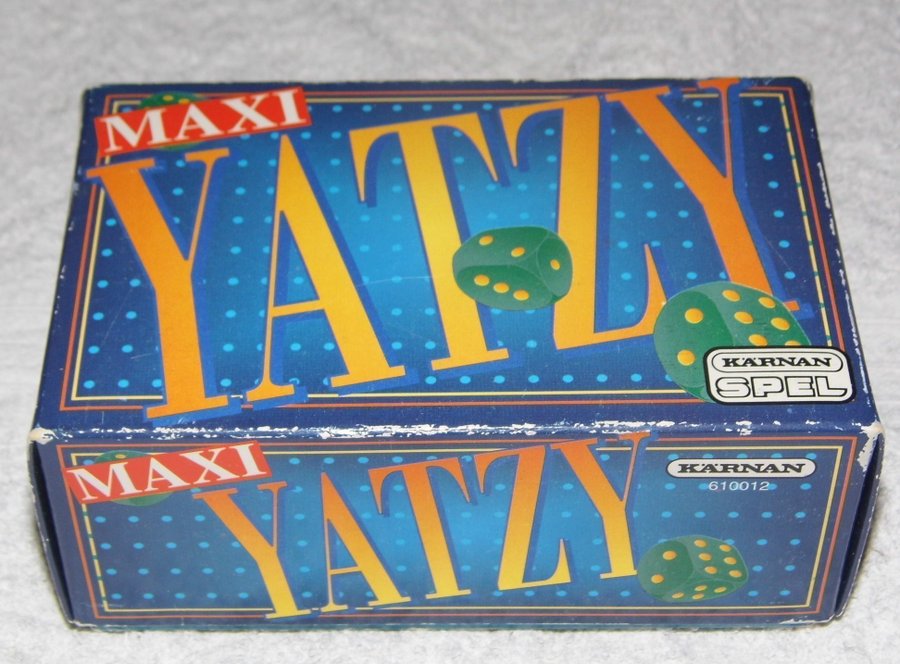 MAXI
YATZY
KÄRNAN
SPEL
MAXI
YATZY
KÄRNAN
610012